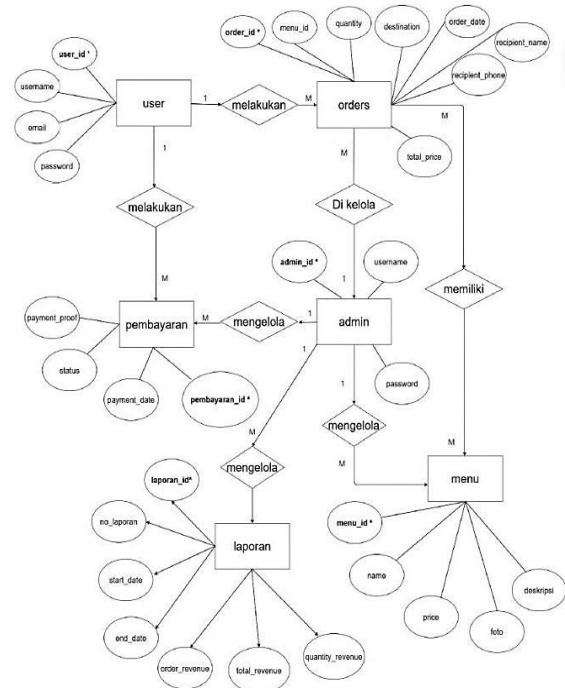 order_id *
menu_id
quantity
destination
order_date
recipient_name
recipient_phone
user_id *
username
email
password
user
1
melakukan
M
orders
total_price
1
melakukan
M
M
Di kelola
1
M
memiliki
M
admin_id *
username
payment_proof
pembayaran
M
mengelola
1
admin
status
payment_date
pembayaran_id *
password
1
M
mengelola
1
mengelola
M
menu
laporan_id*
no_laporan
start_date
end_date
laporan
order_revenue
total_revenue
quantity_revenue
menu_id *
name
price
foto
deskripsi